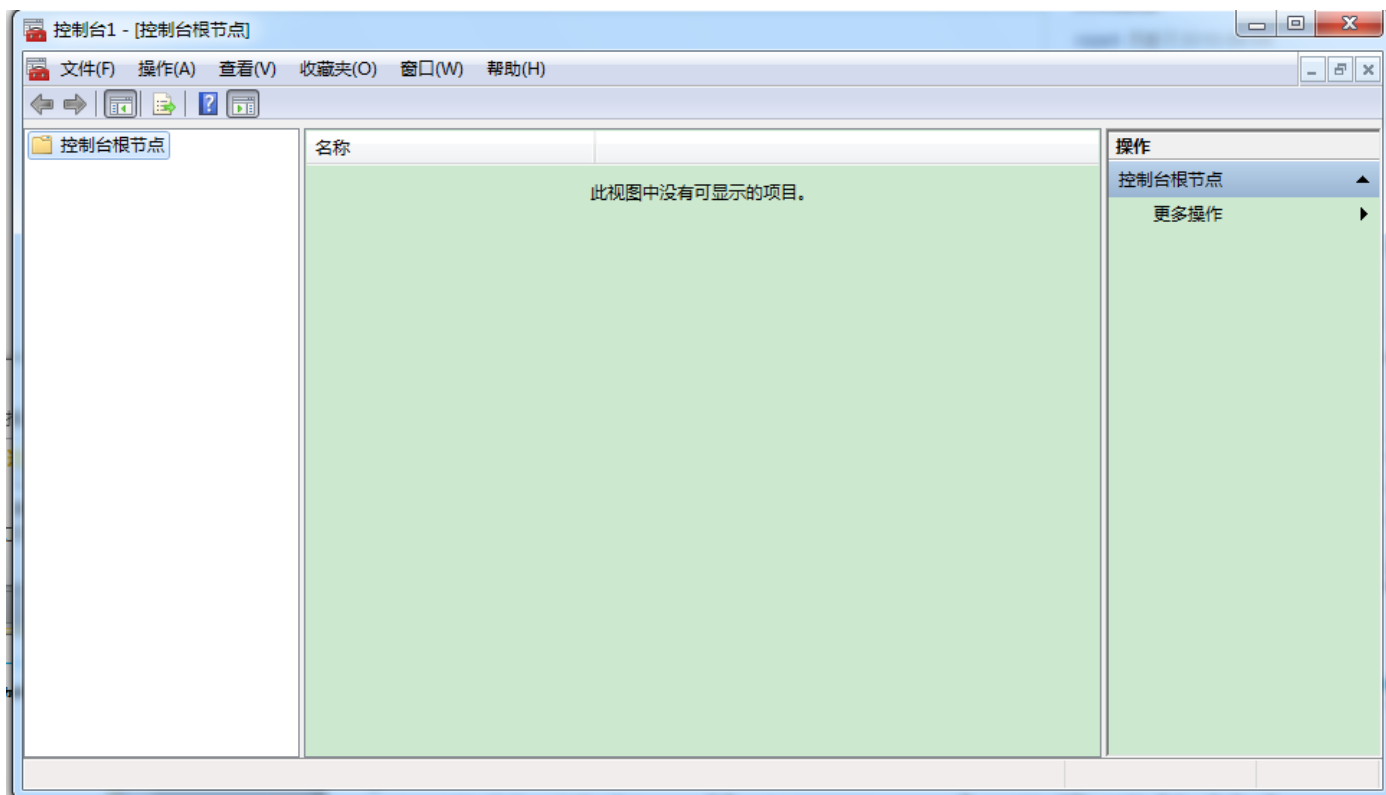 控制台1 - [控制台根节点]
文件(F) 操作(A) 查看(V) 收藏夹(O) 窗口(W) 帮助(H)
控制台根节点
名称
此视图中没有可显示的项目。
操作
控制台根节点
更多操作